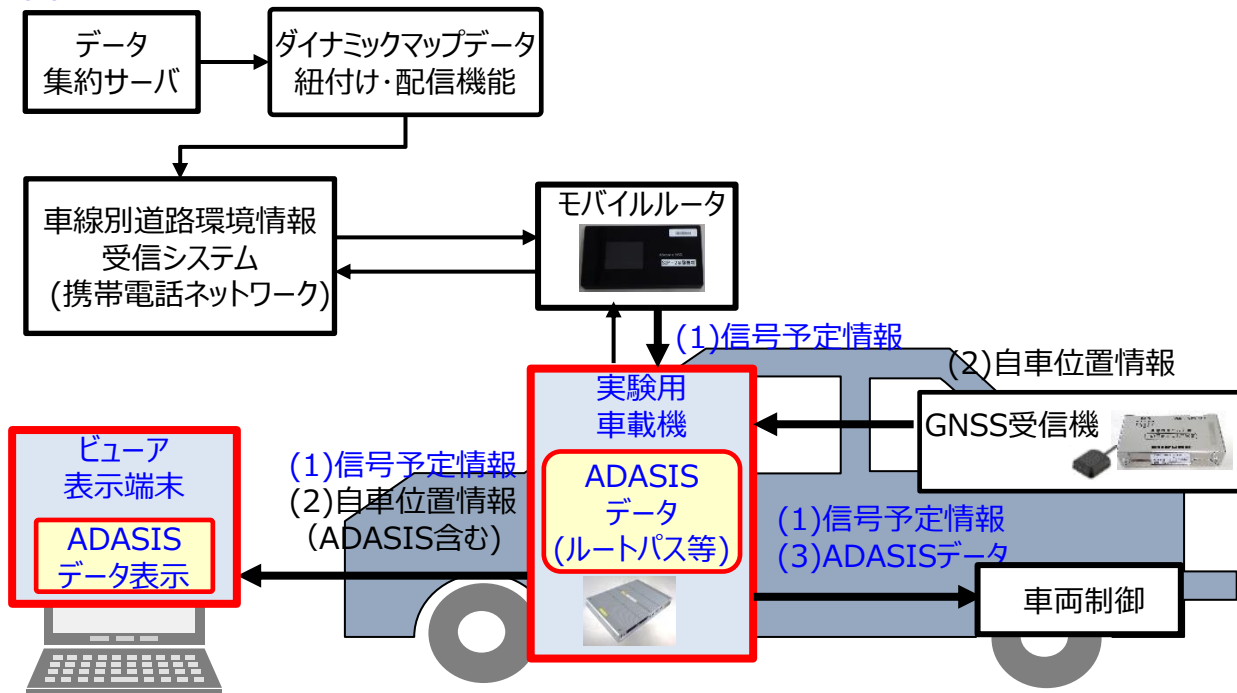 データ
集約サーバ
ダイナミックマップデータ
紐付け・配信機能
車線別道路環境情報
受信システム
(携帯電話ネットワーク)
モバイルルータ
(1)信号予定情報
(2)自車位置情報
実験用
車載機
GNSS受信機
ビューア
表示端末
(1)信号予定情報
(2)自車位置情報
(ADASIS含む)
ADASIS
データ
(ルートパス等)
(1)信号予定情報
(3)ADASISデータ
ADASIS
データ表示
車両制御